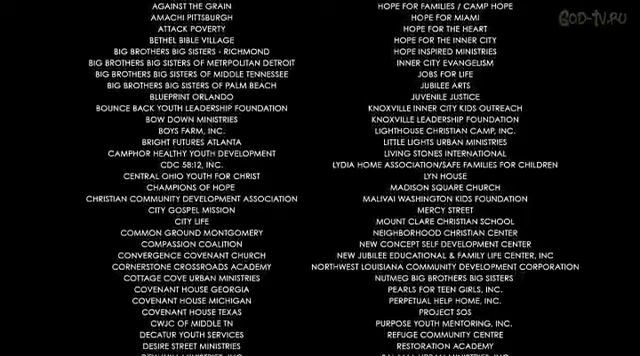 GOD-TV.RU
AGAINST THE GRAIN
AMACHI PITTSBURGH
ATTACK POVERTY
BETHEL BIBLE VILLAGE
BIG BROTHERS BIG SISTERS - RICHMOND
BIG BROTHERS BIG SISTERS OF METRPOLITAN DETROIT
BIG BROTHERS BIG SISTERS OF MIDDLE TENNESSEE
BIG BROTHERS BIG SISTERS OF PALM BEACH
BLUEPRINT ORLANDO
BOUNCE BACK YOUTH LEADERSHIP FOUNDATION
BOW DOWN MINISTRIES
BOYS FARM, INC.
BRIGHT FUTURES ATLANTA
CAMPHOR HEALTHY YOUTH DEVELOPMENT
CDC 58:12, INC.
CENTRAL OHIO YOUTH FOR CHRIST
CHAMPIONS OF HOPE
CHRISTIAN COMMUNITY DEVELOPMENT ASSOCIATION
CITY GOSPEL MISSION
CITY LIFE
COMMON GROUND MONTGOMERY
COMPASSION COALITION
CONVERGENCE COVENANT CHURCH
CORNERSTONE CROSSROADS ACADEMY
COTTAGE COVE URBAN MINISTRIES
COVENANT HOUSE GEORGIA
COVENANT HOUSE MICHIGAN
COVENANT HOUSE TEXAS
CWJC OF MIDDLE TN
DECATUR YOUTH SERVICES
DESIRE STREET MINISTRIES
HOPE FOR FAMILIES / CAMP HOPE
HOPE FOR MIAMI
HOPE FOR THE HEART
HOPE FOR THE INNER CITY
HOPE INSPIRED MINISTRIES
INNER CITY EVANGELISM
JOBS FOR LIFE
JUBILEE ARTS
JUVENILE JUSTICE
KNOXVILLE INNER CITY KIDS OUTREACH
KNOXVILLE LEADERSHIP FOUNDATION
LIGHTHOUSE CHRISTIAN CAMP, INC.
LITTLE LIGHTS URBAN MINISTRIES
LIVING STONES INTERNATIONAL
LYDIA HOME ASSOCIATION/SAFE FAMILIES FOR CHILDREN
LYN HOUSE
MADISON SQUARE CHURCH
MALIVAI WASHINGTON KIDS FOUNDATION
MERCY STREET
MOUNT CLARE CHRISTIAN SCHOOL
NEIGHBORHOOD CHRISTIAN CENTER
NEW CONCEPT SELF DEVELOPMENT CENTER
NEW JUBILEE EDUCATIONAL & FAMILY LIFE CENTER, INC
NORTHWEST LOUISIANA COMMUNITY DEVELOPMENT CORPORATION
NUTMEG BIG BROTHERS BIG SISTERS
PEARLS FOR TEEN GIRLS, INC.
PERPETUAL HELP HOME, INC.
PROJECT SOS
PURPOSE YOUTH MENTORING, INC.
REFUGE COMMUNITY CENTRE
RESTORATION ACADEMY